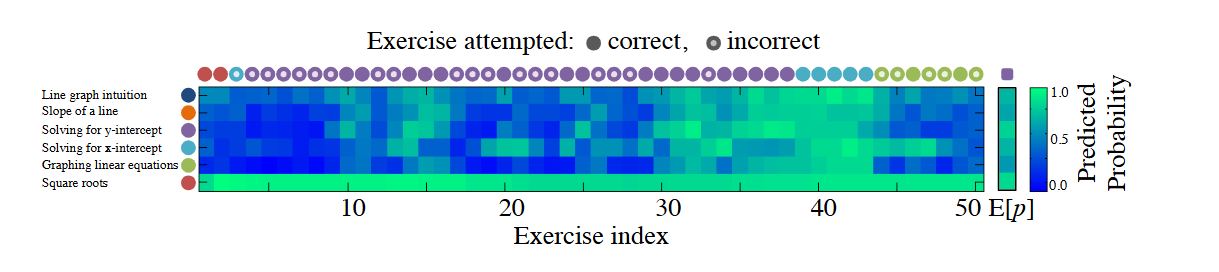 Exercise attempted: correct, incorrect
Line graph intuition
Slope of a line
Solving for y-intercept
Solving for x-intercept
Graphing linear equations
Square roots
10 20 30 40 50 E[p]
Exercise index
1.0
0.5
0.0
Predicted
Probability